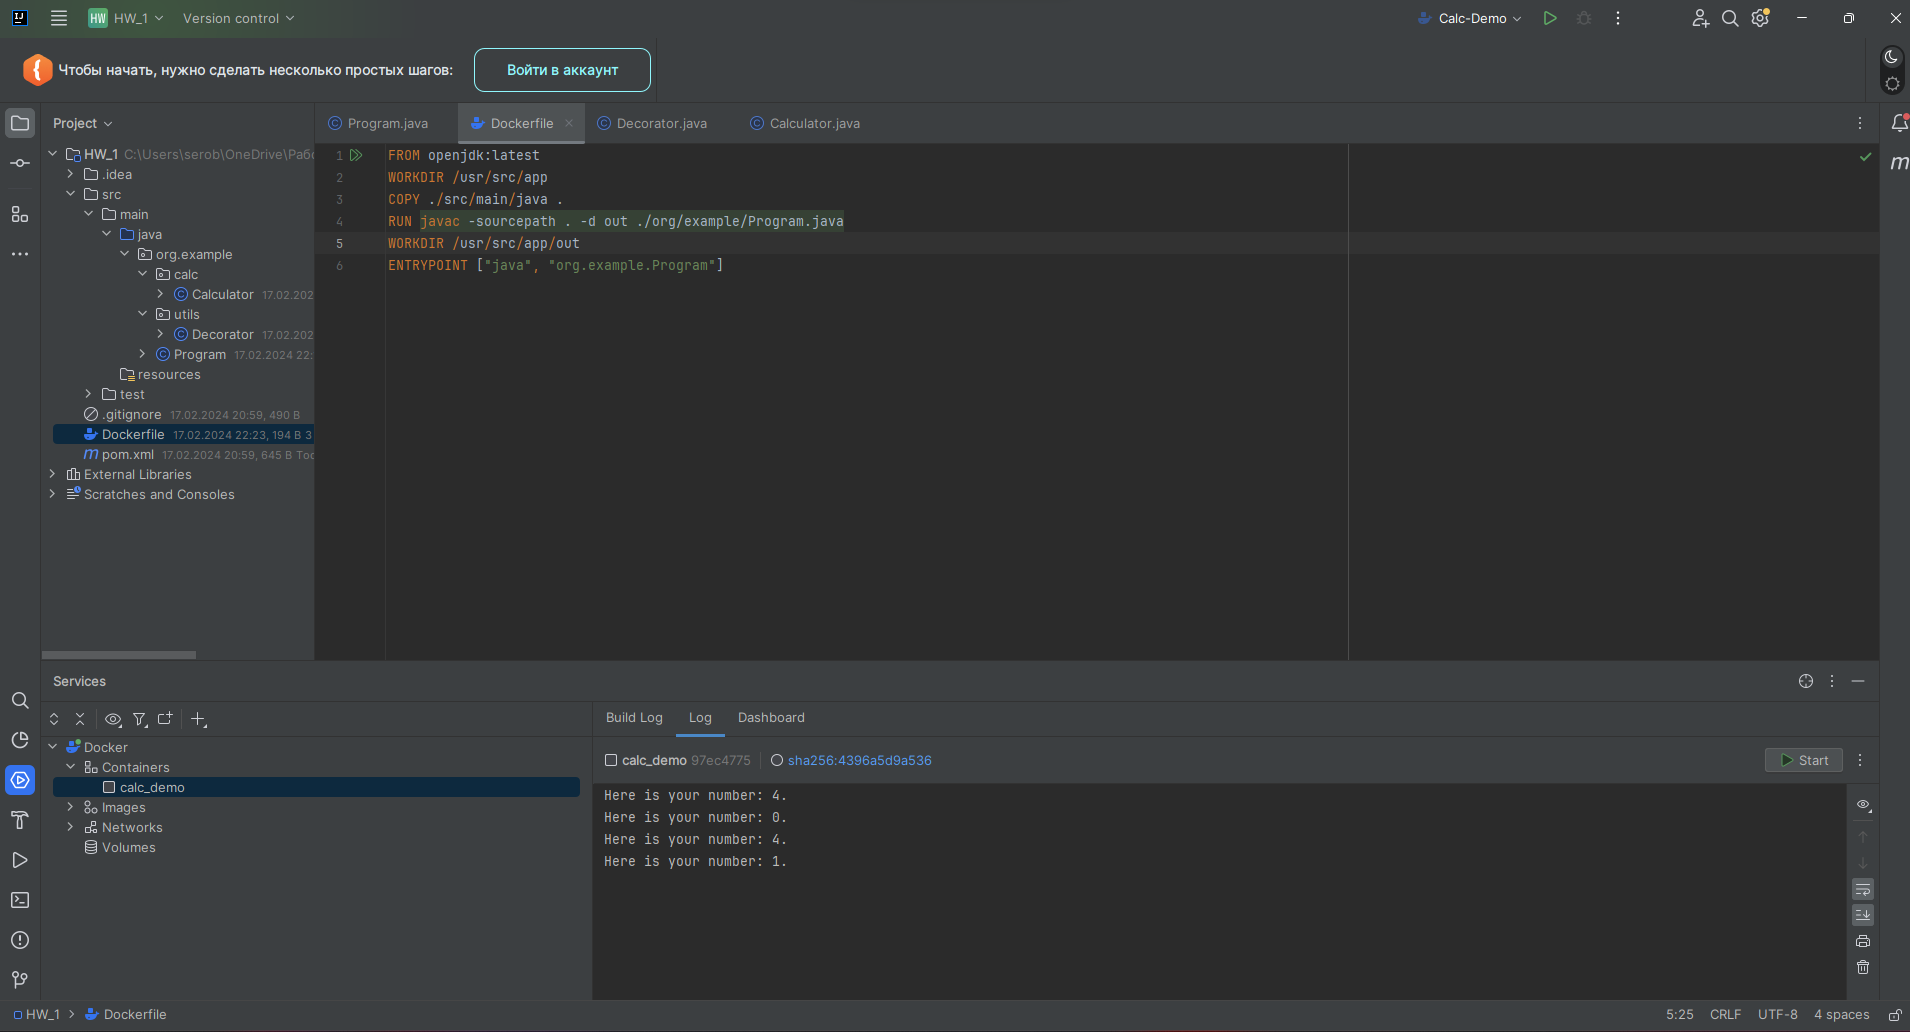 HW HW_1 Version control Calc-Demo
Чтобы начать, нужно сделать несколько простых шагов: Войти в аккаунт
Project
Program.java Dockerfile Decorator.java Calculator.java
HW_1 C:\Users\serob\OneDrive\Рабо
.idea
src
main
java
org.example
calc
Calculator 17.02.202
utils
Decorator 17.02.202
Program 17.02.2024 22:
resources
test
.gitignore 17.02.2024 20:59, 490 B
Dockerfile 17.02.2024 22:23, 194 B 3
pom.xml 17.02.2024 20:59, 645 B Тос
External Libraries
Scratches and Consoles
1 FROM openjdk:latest
2 WORKDIR /usr/src/app
3 COPY ./src/main/java .
4 RUN javac -sourcepath . -d out ./org/example/Program.java
5 WORKDIR /usr/src/app/out
6 ENTRYPOINT ["java", "org.example.Program"]
m
Services
Docker
Containers
calc_demo
Images
Networks
Volumes
Build Log Log Dashboard
calc_demo 97ec4775 sha256:4396a5d9a536 Start
Here is your number: 4.
Here is your number: 0.
Here is your number: 4.
Here is your number: 1.
HW_1 Dockerfile 5:25 CRLF UTF-8 4 spaces